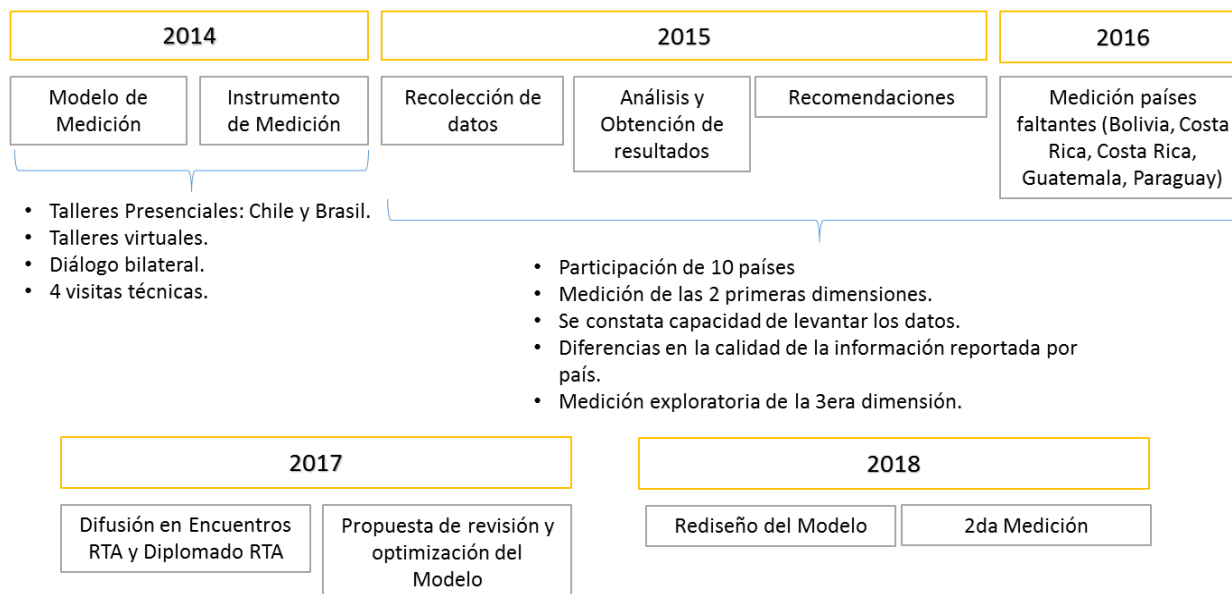 2014
2015
2016
Modelo de
Medición
Instrumento
de Medición
Recolección de
datos
Análisis y
Obtención de
resultados
Recomendaciones
Medición países
faltantes (Bolivia, Costa
Rica, Costa Rica,
Guatemala, Paraguay)
• Talleres Presenciales: Chile y Brasil.
• Talleres virtuales.
• Diálogo bilateral.
• 4 visitas técnicas.
• Participación de 10 países
• Medición de las 2 primeras dimensiones.
• Se constata capacidad de levantar los datos.
• Diferencias en la calidad de la información reportada por
país.
• Medición exploratoria de la 3era dimensión.
2017
2018
Difusión en Encuentros
RTA y Diplomado RTA
Propuesta de revisión y
optimización del
Modelo
Rediseño del Modelo
2da Medición